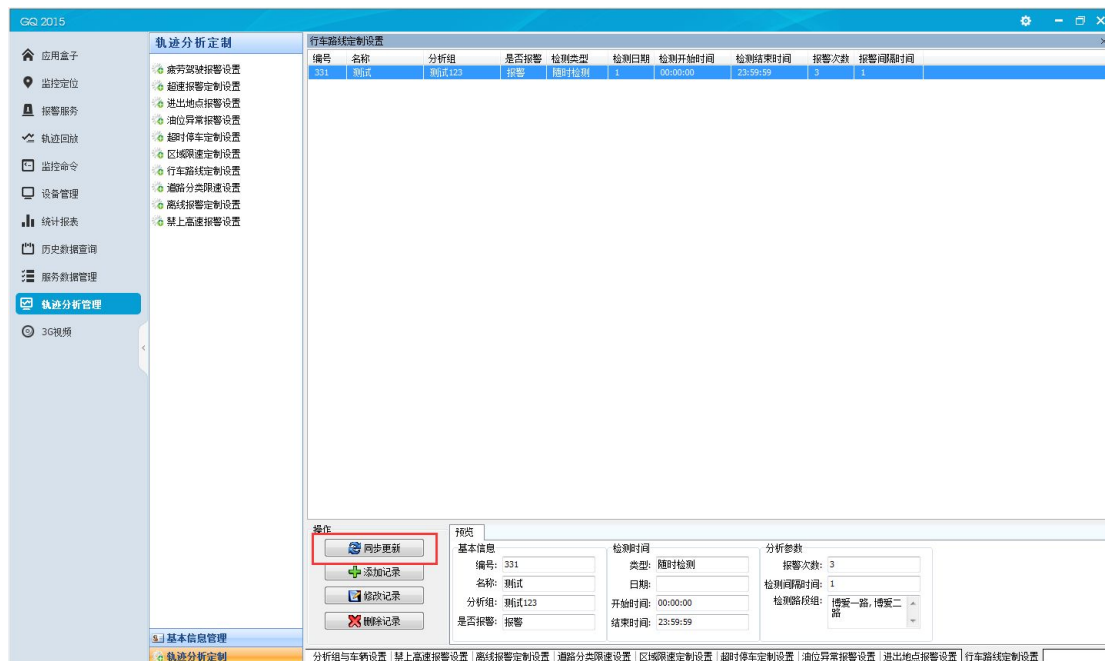 GQ 2015
应用盒子
监控定位
报警服务
轨迹回放
监控命令
设备管理
统计报表
历史数据查询
服务数据管理
轨迹分析管理
3G视频
轨迹分析定制
疲劳驾驶报警设置
超速报警定制设置
进出地点报警设置
油位异常报警设置
超时停车定制设置
区域限速定制设置
行车路线定制设置
道路分类限速设置
离线报警定制设置
禁上高速报警设置
基本信息管理
轨迹分析定制
行车路线定制设置
编号 名称 分析组 是否报警 检测类型 检测日期 检测开始时间 检测结束时间 报警次数 报警间隔时间
331 测试 测试123 报警 随时检测 1 00:00:00 23:59:59 3 1
操作
同步更新
添加记录
修改记录
删除记录
预览
基本信息
编号: 331
名称: 测试
分析组: 测试123
是否报警: 报警
检测时间
类型: 随时检测
日期:
开始时间: 00:00:00
结束时间: 23:59:59
分析参数
报警次数: 3
检测间隔时间: 1
检测路段组: 博爱一路,博爱二
路
分析组与车辆设置 禁上高速报警设置 离线报警定制设置 道路分类限速设置 区域限速定制设置 超时停车定制设置 油位异常报警设置 进出地点报警设置 行车路线定制设置